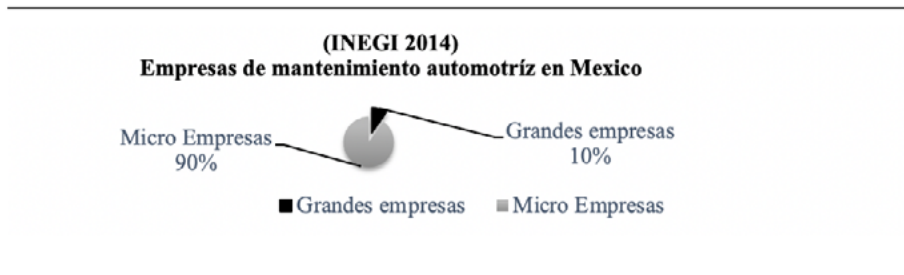 (INEGI 2014)
Empresas de mantenimiento automotríz en Mexico
Micro Empresas
90%
Grandes empresas
10%
Grandes empresas
Micro Empresas